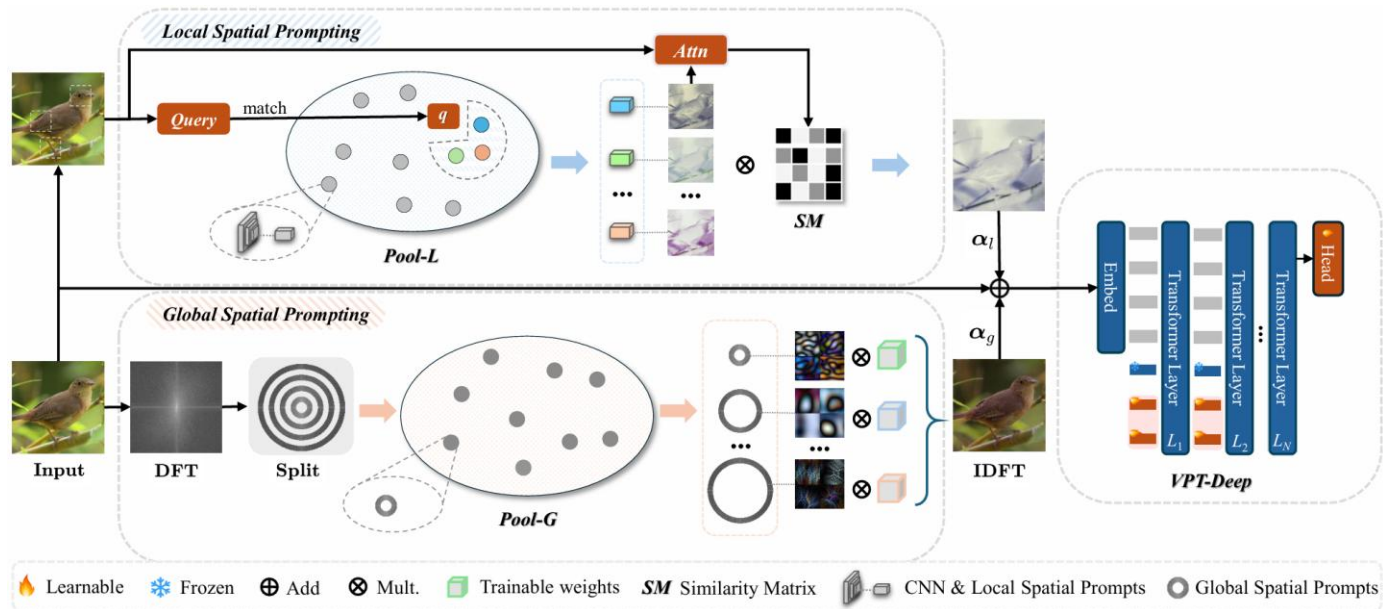 Local Spatial Prompting
Attn
Query
match
q
•••
•••
SM
Pool-L
α_l
Global Spatial Prompting
α_g
Input
DFT
Split
Pool-G
•••
•••
IDFT
Embed
Transformer Layer
L_1
Transformer Layer
L_2
•••
Transformer Layer
L_N
Head
VPT-Deep
Learnable
Frozen
Add
Mult.
Trainable weights
SM Similarity Matrix
CNN & Local Spatial Prompts
Global Spatial Prompts